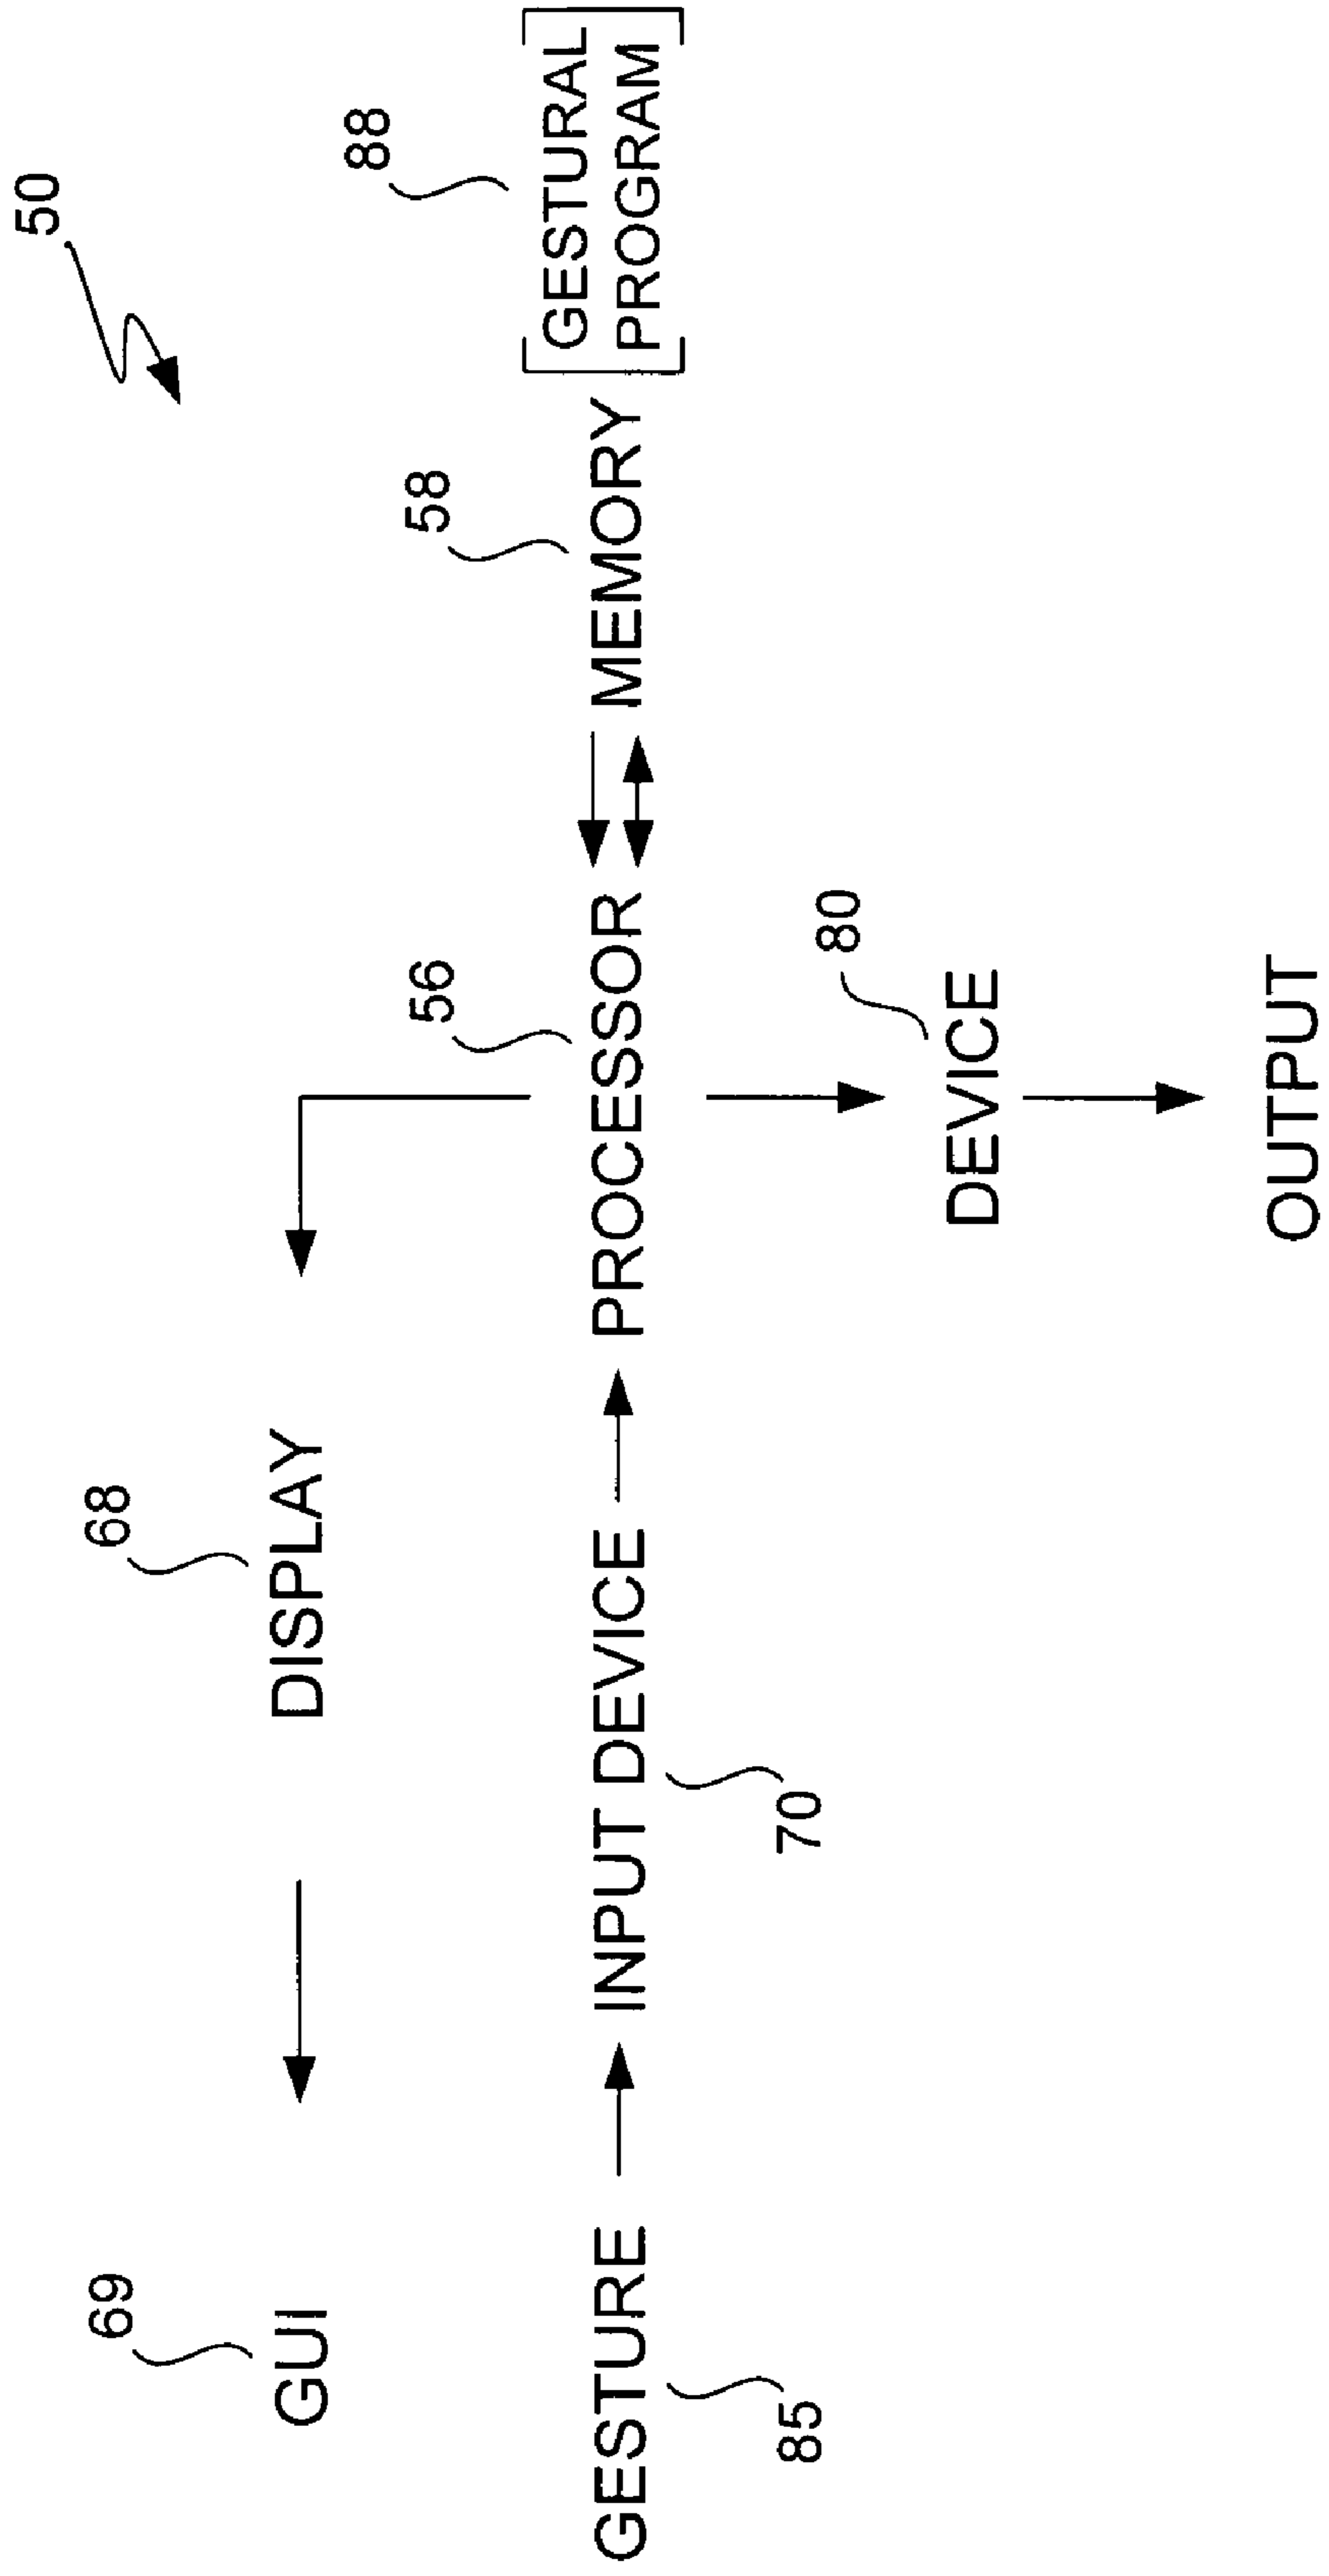 50
69
68
GUI
DISPLAY
56
58
88
GESTURE
INPUT DEVICE
PROCESSOR
MEMORY
GESTURAL
PROGRAM
85
70
80
DEVICE
OUTPUT